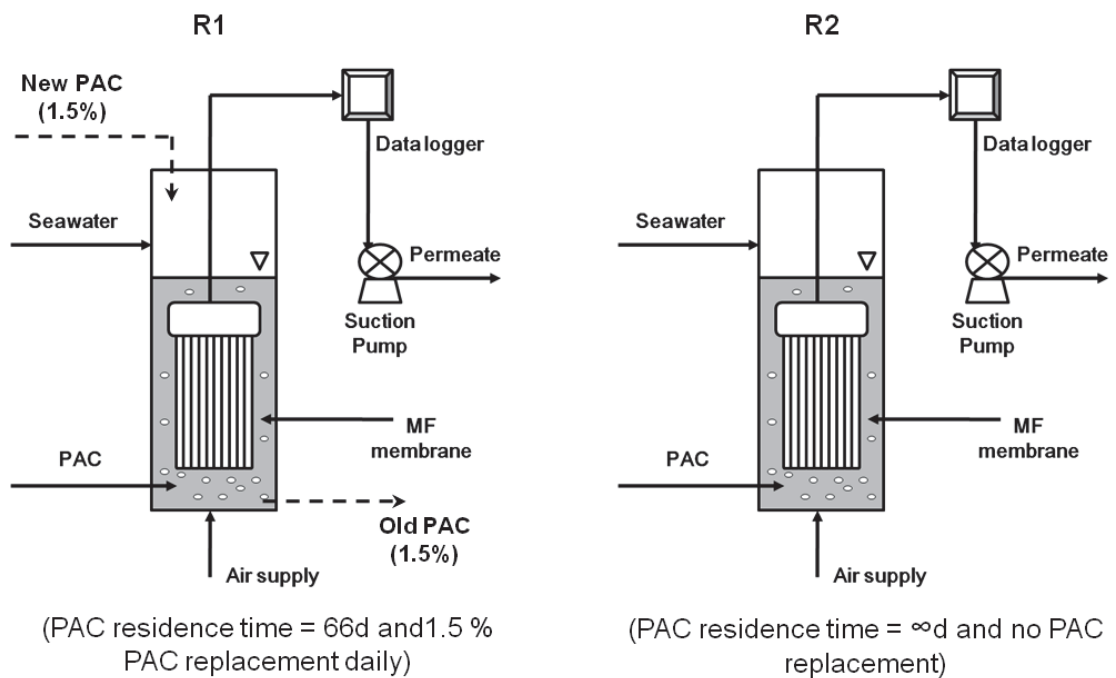 R1
New PAC
(1.5%)
Data logger
Seawater
Permeate
Suction
Pump
MF
membrane
PAC
Old PAC
(1.5%)
Air supply
(PAC residence time = 66d and1.5 %
PAC replacement daily)
R2
Data logger
Seawater
Permeate
Suction
Pump
MF
membrane
PAC
Air supply
(PAC residence time = ∞d and no PAC
replacement)